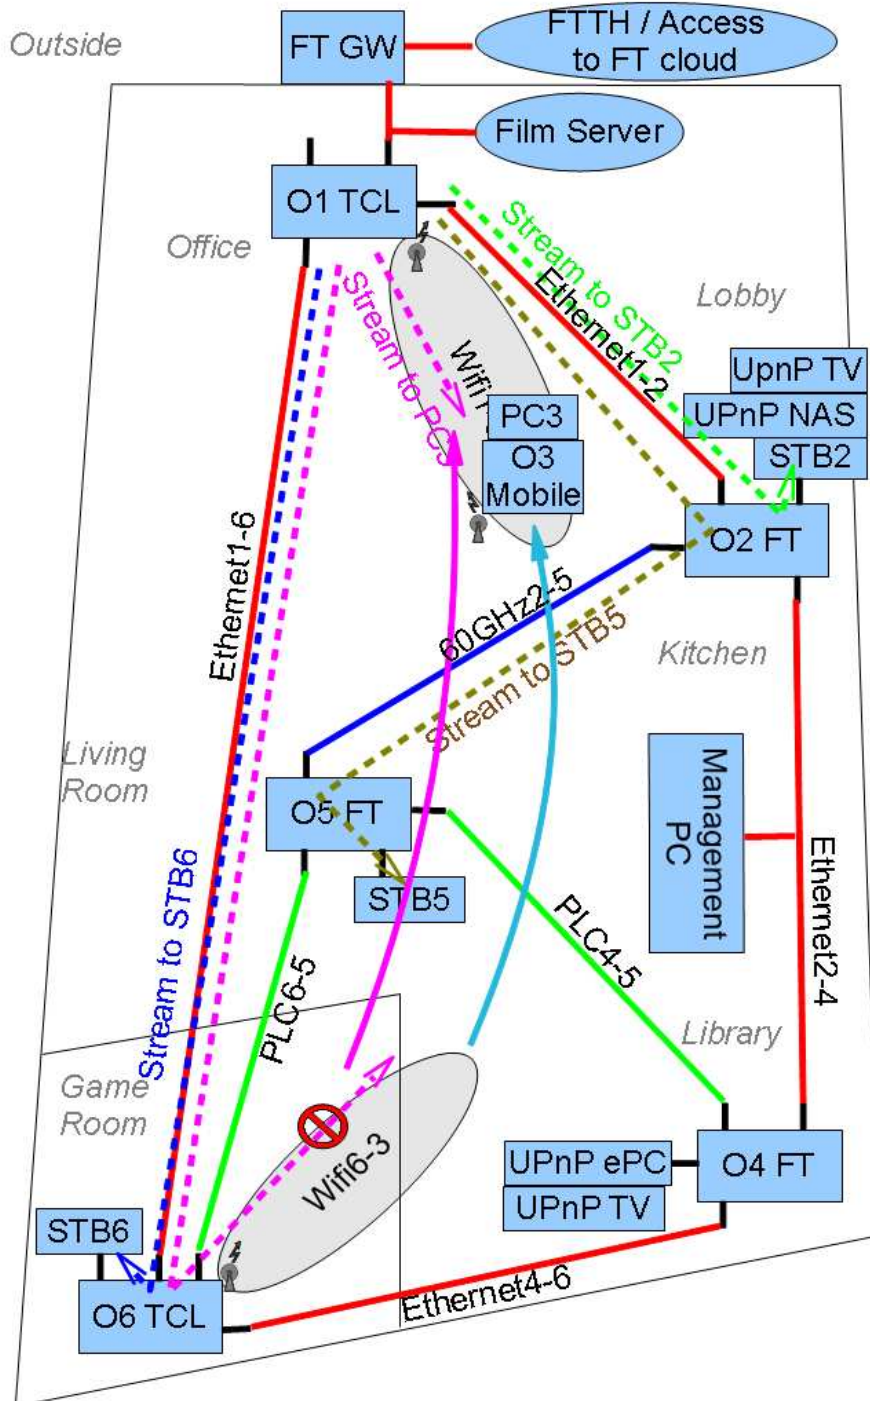 Outside
FT GW
FTTH / Access
to FT cloud
Film Server
O1 TCL
Office
Stream to STB2
Ethernet1-2
Lobby
Stream to PC3
PC3
O3
Mobile
UpnP TV
UPnP NAS
STB2
O2 FT
Ethernet1-6
60GHz2-5
Stream to STB5
Kitchen
Living
Room
O5 FT
STB5
Management
PC
Ethernet2-4
PLC4-5
PLC6-5
Stream to STB6
Library
Game
Room
Wifi6-3
UPnP ePC
UPnP TV
O4 FT
STB6
O6 TCL
Ethernet4-6